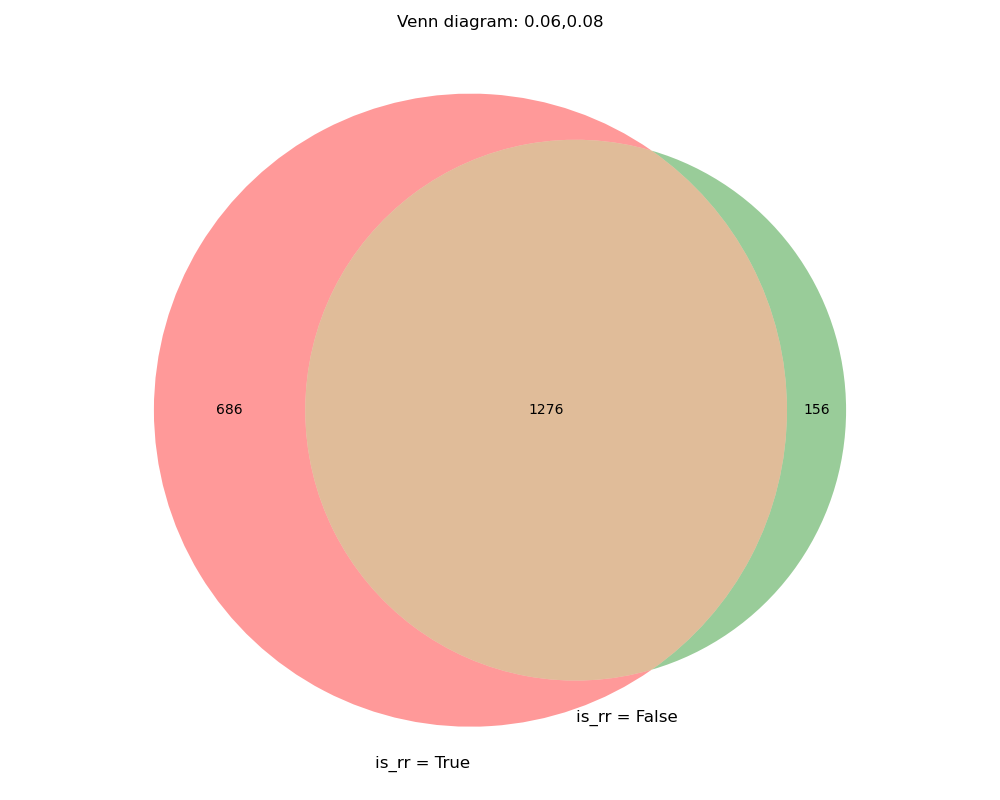 Venn diagram: 0.06,0.08
686
1276
156
is_rr = False
is_rr = True